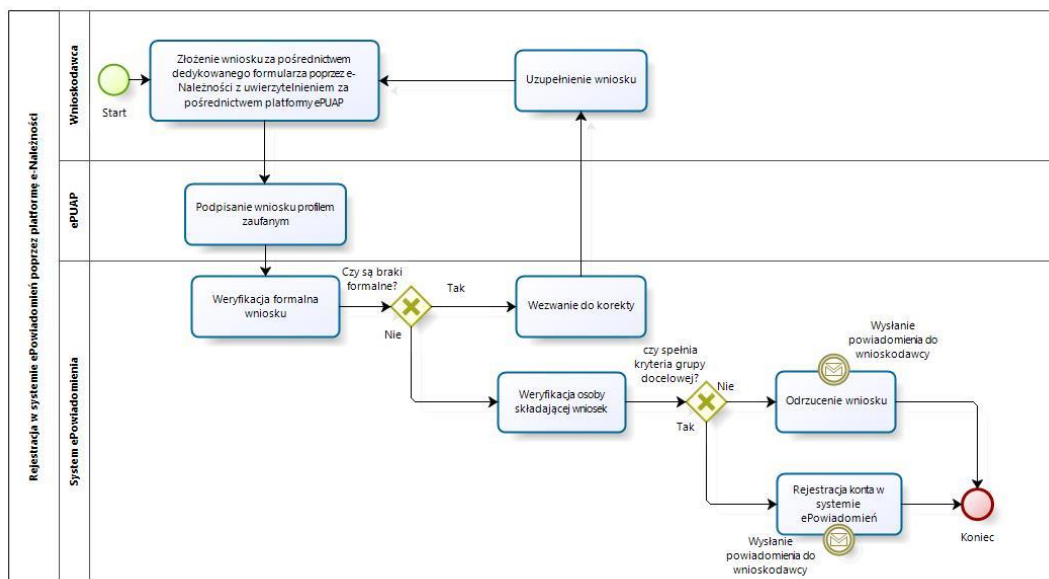 Rejestracja w systemie ePowiadomień poprzez platformę e-Należności
Wnioskodawca
Start
Złożenie wniosku za pośrednictwem
dedykowanego formularza poprzez e-
Należności z uwierzytelnieniem za
pośrednictwem platformy ePUAP
Uzupełnienie wniosku
ePUAP
Podpisanie wniosku profilem
zaufanym
System ePowiadomienia
Weryfikacja formalna
wniosku
Czy są braki
formalne?
Tak
Nie
Wezwanie do korekty
Weryfikacja osoby
składającej wniosek
czy spełnia
kryteria grupy
docelowej?
Nie
Tak
Wysłanie
powiadomienia do
wnioskodawcy
Odrzucenie wniosku
Rejestracja konta w
systemie
ePowiadomień
Wysłanie
powiadomienia do
wnioskodawcy
Koniec